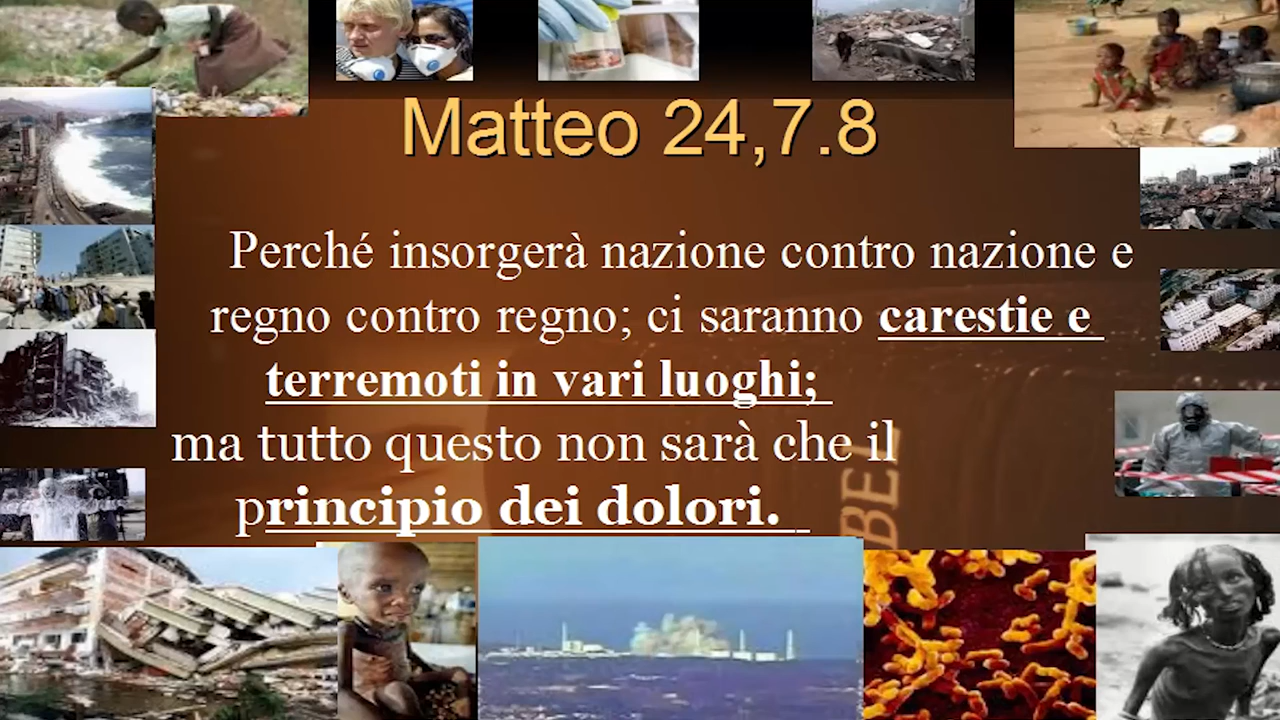 Matteo 24,7.8
Perché insorgerà nazione contro nazione e
regno contro regno; ci saranno carestie e
terremoti in vari luoghi;
ma tutto questo non sarà che il
principio dei dolori.
BEL